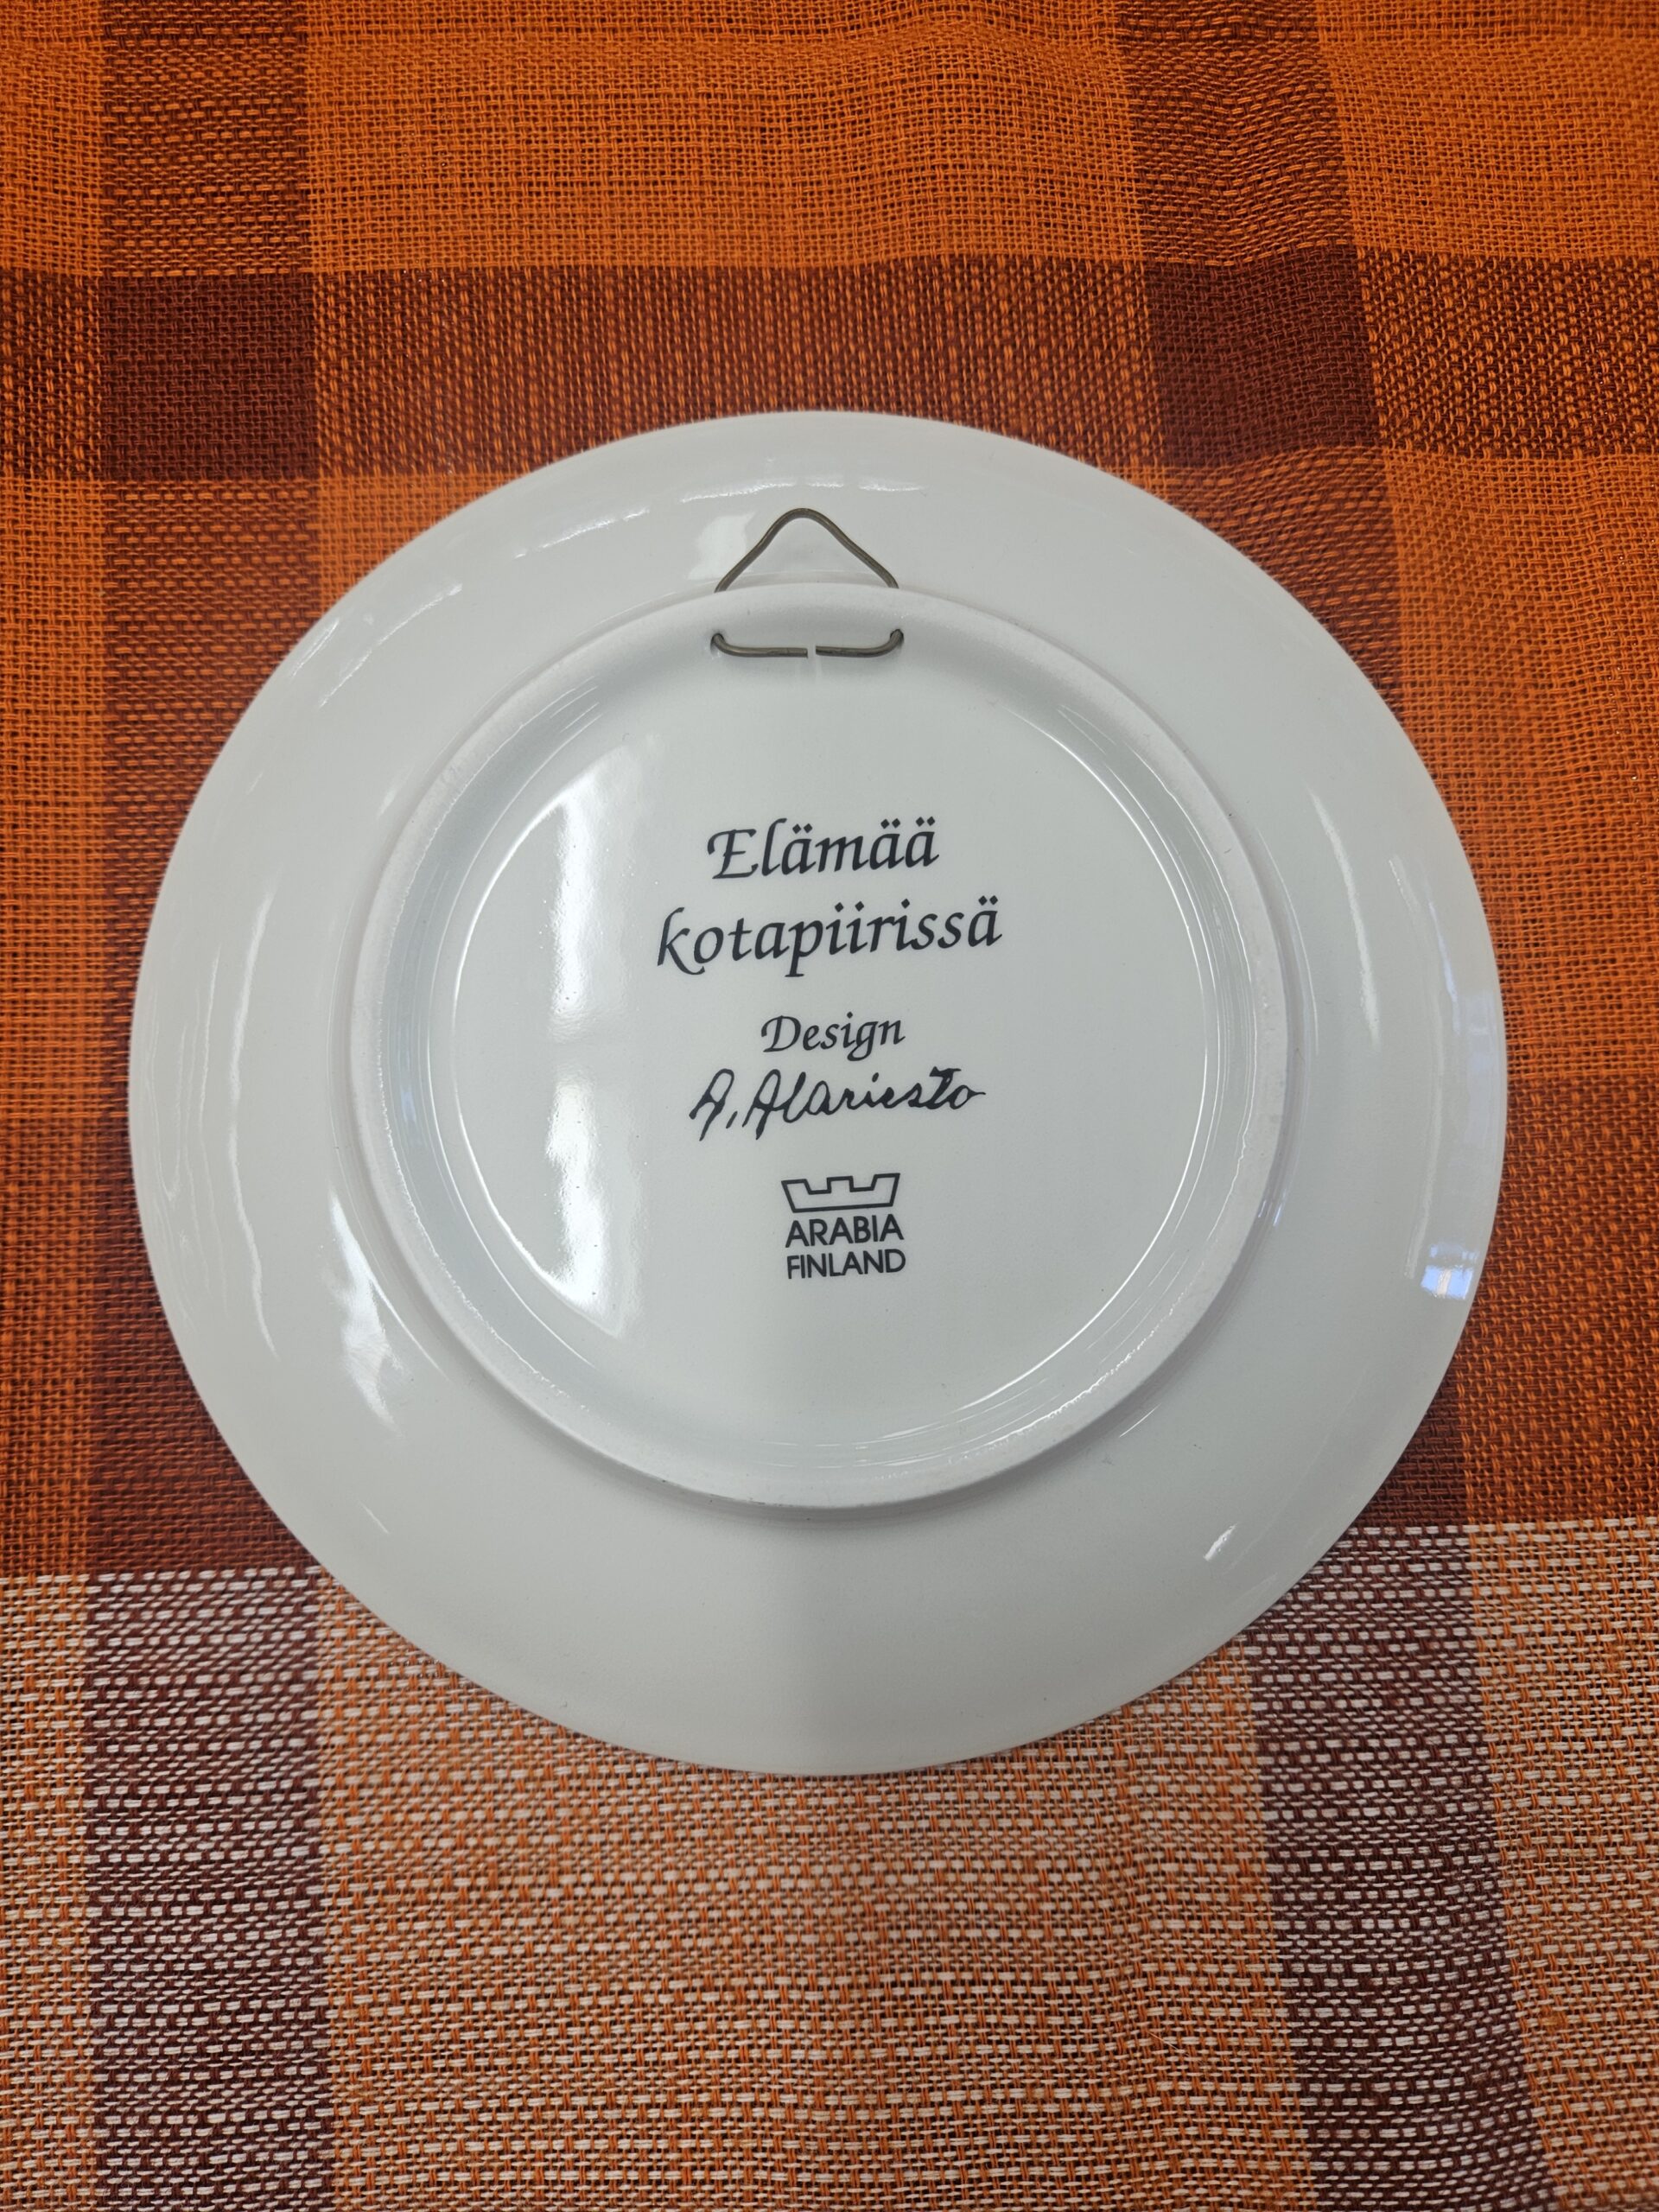 Elämää
kotapiirissä
Design
A. Alariesto
ARABIA
FINLAND